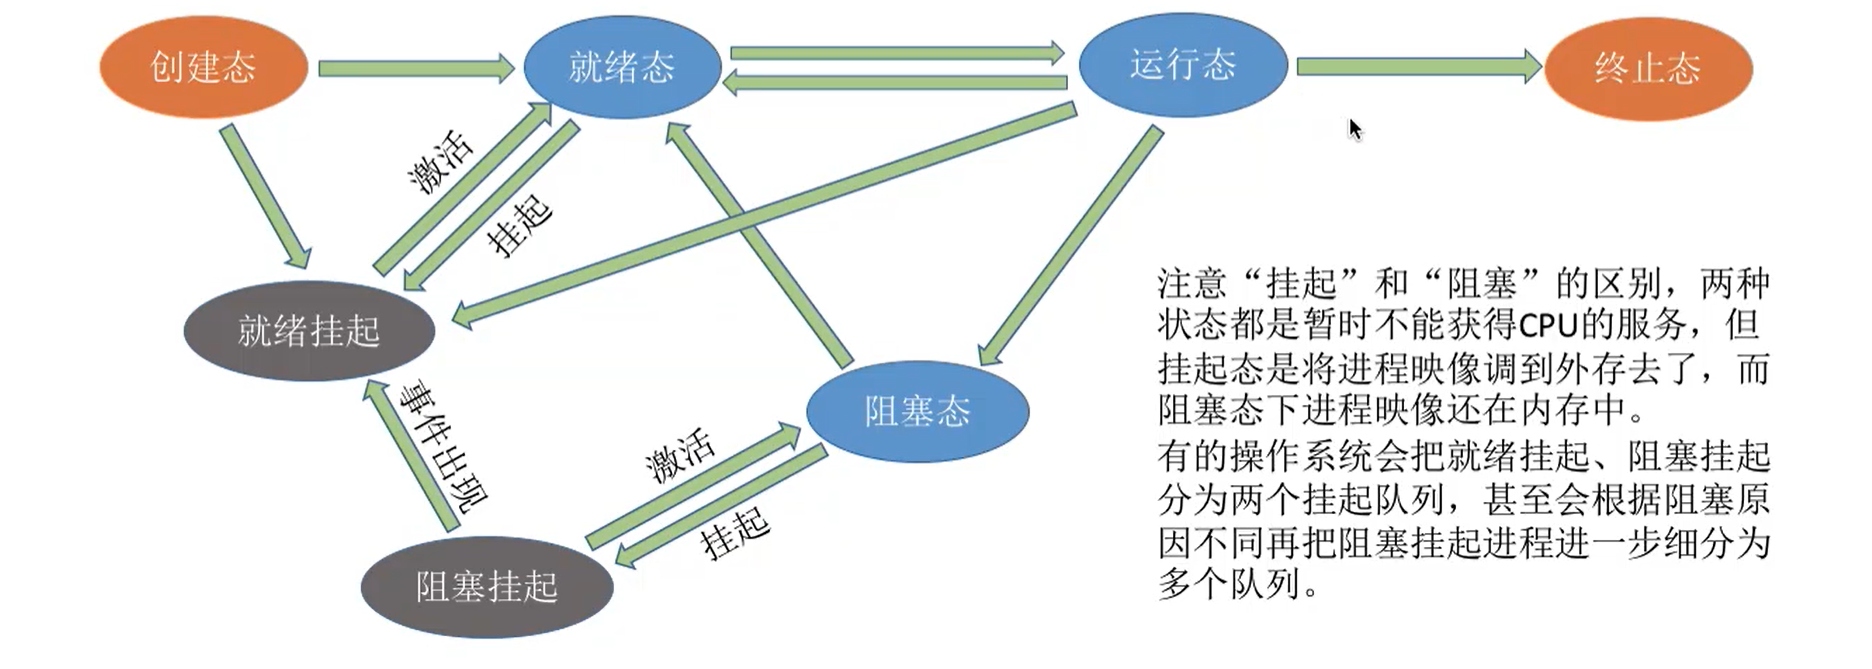 创建态
就绪态
运行态
终止态
激活
挂起
就绪挂起
事件出现
阻塞态
激活
挂起
阻塞挂起
注意“挂起”和“阻塞”的区别，两种
状态都是暂时不能获得CPU的服务，但
挂起态是将进程映像调到外存去了，而
阻塞态下进程映像还在内存中。
有的操作系统会把就绪挂起、阻塞挂起
分为两个挂起队列，甚至会根据阻塞原
因不同再把阻塞挂起进程进一步细分为
多个队列。